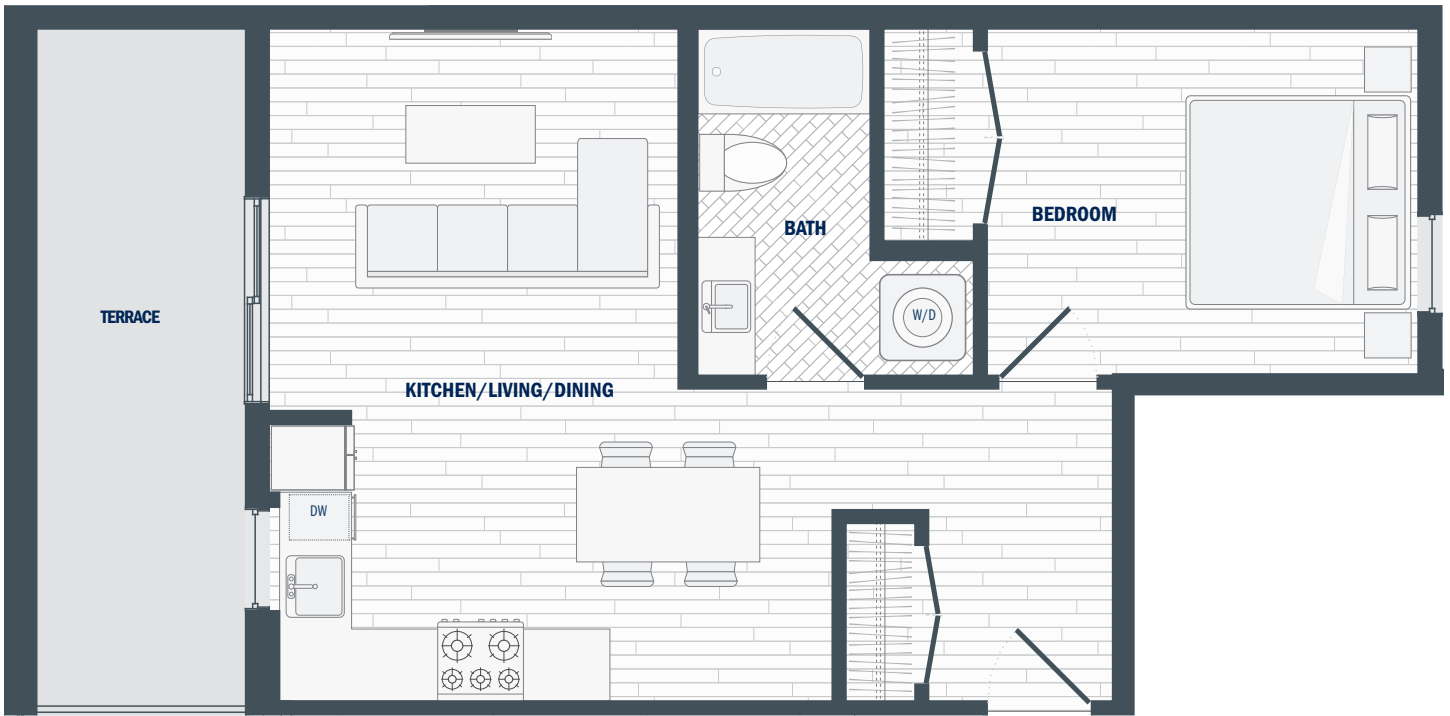 BATH
BEDROOM
TERRACE
W/D
KITCHEN/LIVING/DINING
DW